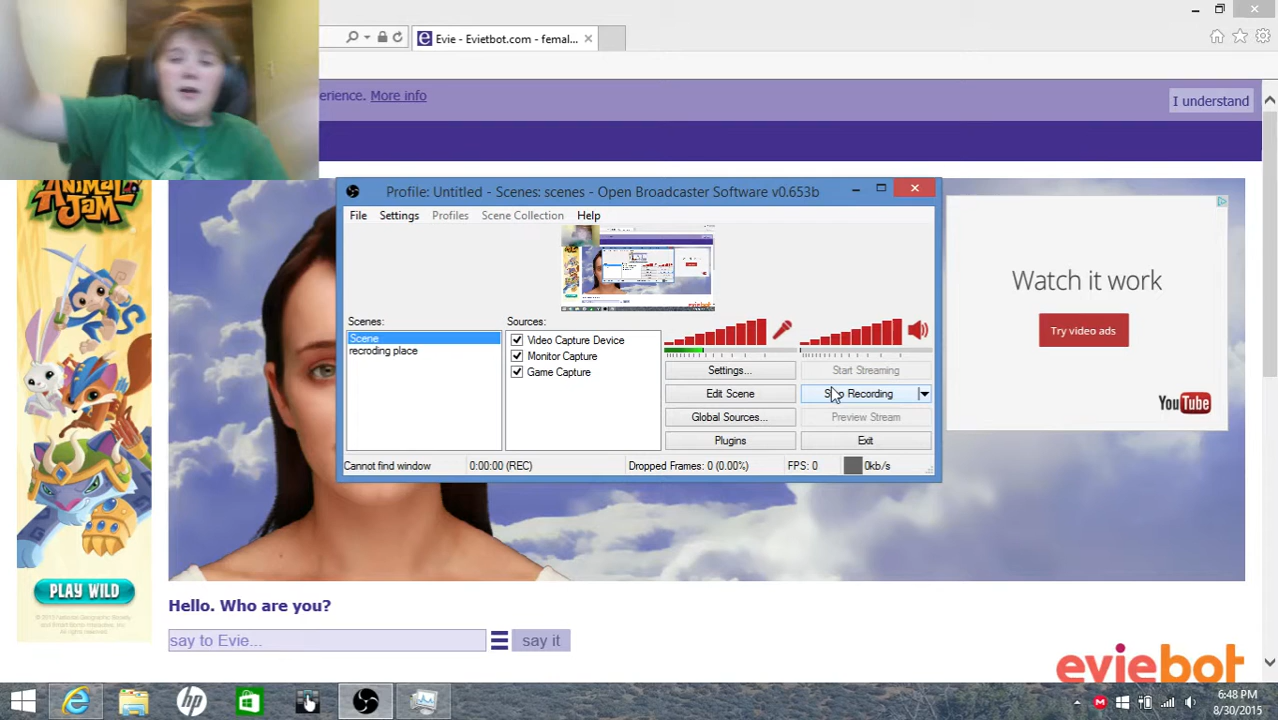 Evie - Evietbot.com - femal...
erience. More info
I understand
ANIMAL
JAM
Profile: Untitled - Scenes: scenes - Open Broadcaster Software v0.653b
File Settings Profiles Scene Collection Help
Scenes:
Scene
recroding place
Sources:
Video Capture Device
Monitor Capture
Game Capture
Settings...
Edit Scene
Global Sources...
Plugins
Start Streaming
Recording
Preview Stream
Exit
Cannot find window 0:00:00 (REC) Dropped Frames: 0 (0.00%) FPS: 0 0kb/s
Watch it work
Try video ads
YouTube
PLAY WILD
Hello. Who are you?
say to Evie...
say it
eviebot
hp
6:48 PM
8/30/2015